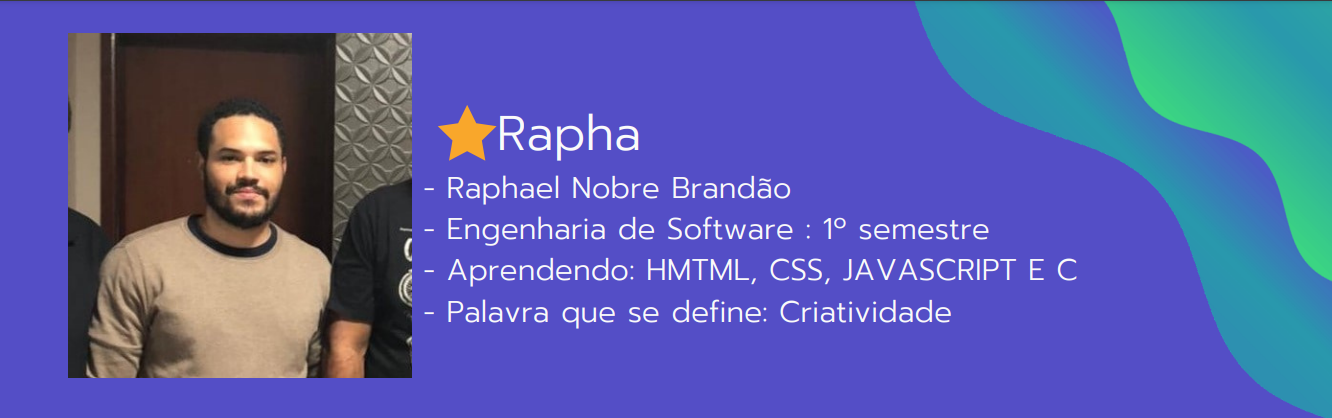 Rapha
- Raphael Nobre Brandão
- Engenharia de Software : 1º semestre
- Aprendendo: HMTML, CSS, JAVASCRIPT E C
- Palavra que se define: Criatividade